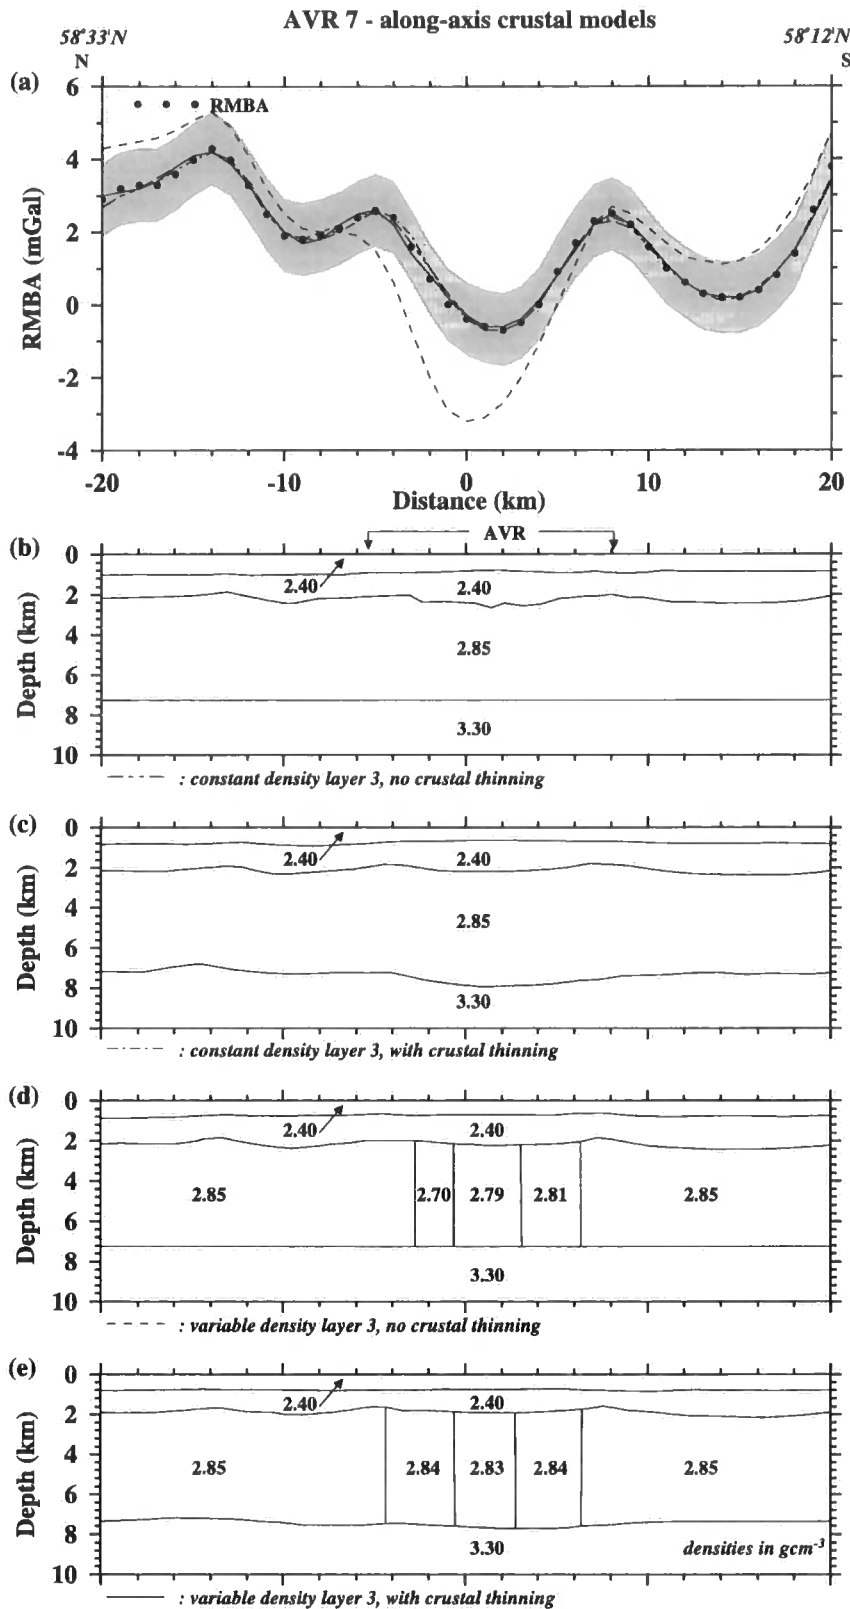 AVR 7 - along-axis crustal models
58°33'N
58°12'N
N
S
(a)
RMBA
RMBA (mGal)
6
4
2
0
-2
-4
-20
-10
0
10
20
Distance (km)
(b)
AVR
Depth (km)
0
2
4
6
8
10
2.40
2.40
2.85
3.30
: constant density layer 3, no crustal thinning
(c)
Depth (km)
0
2
4
6
8
10
2.40
2.40
2.85
3.30
: constant density layer 3, with crustal thinning
(d)
Depth (km)
0
2
4
6
8
10
2.40
2.40
2.85
2.70
2.79
2.81
2.85
3.30
: variable density layer 3, no crustal thinning
(e)
Depth (km)
0
2
4
6
8
10
2.40
2.40
2.85
2.84
2.83
2.84
2.85
3.30
densities in gcm⁻³
: variable density layer 3, with crustal thinning